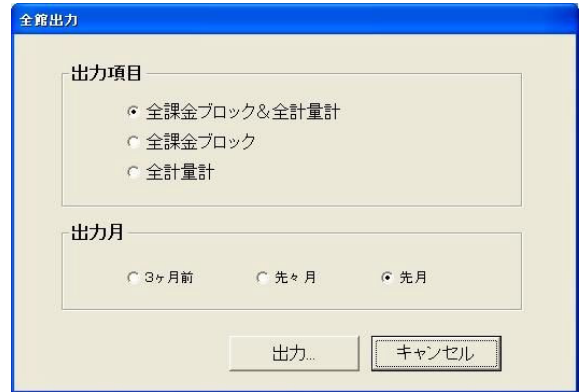 全館出力
出力項目
全課金ブロック&全計量計
全課金ブロック
全計量計
出力月
3ヶ月前 先々月 先月
出力... キャンセル